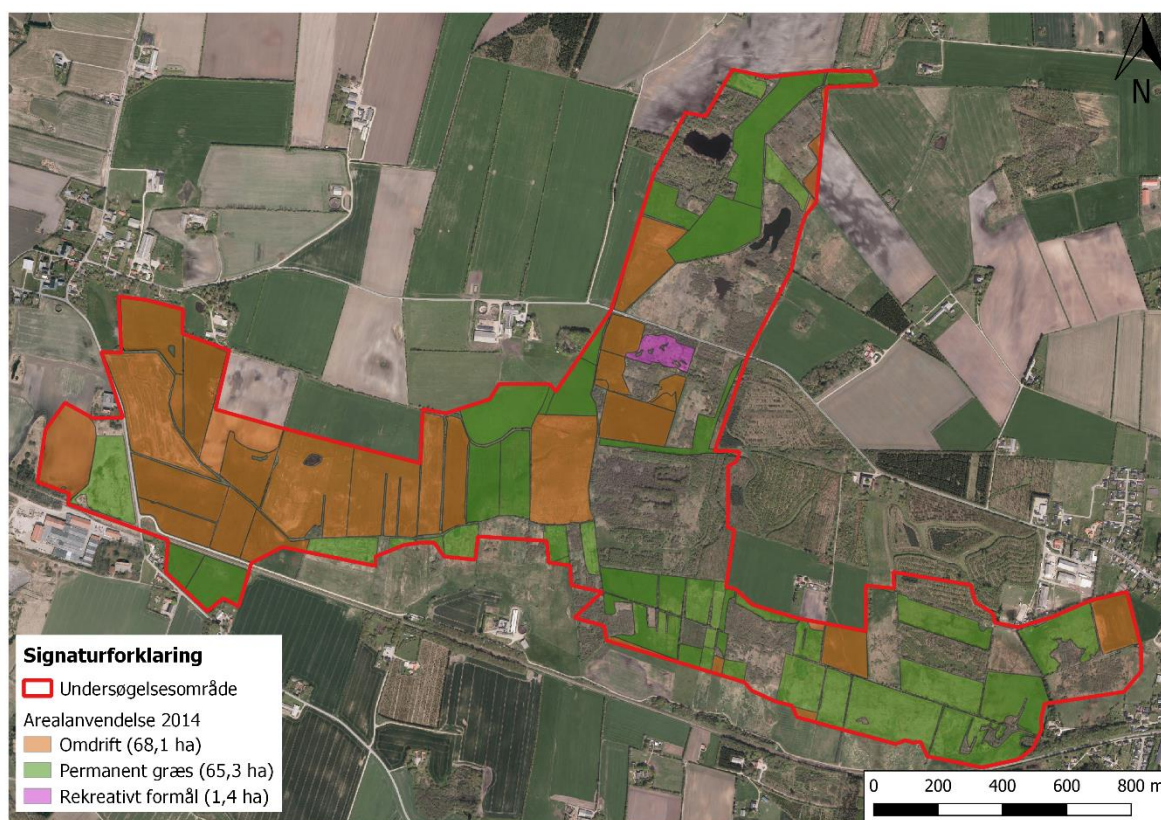 N
Signaturforklaring
Undersøgelsesområde
Arealanvendelse 2014
Omdrift (68,1 ha)
Permanent græs (65,3 ha)
Rekreativt formål (1,4 ha)
0 200 400 600 800 m